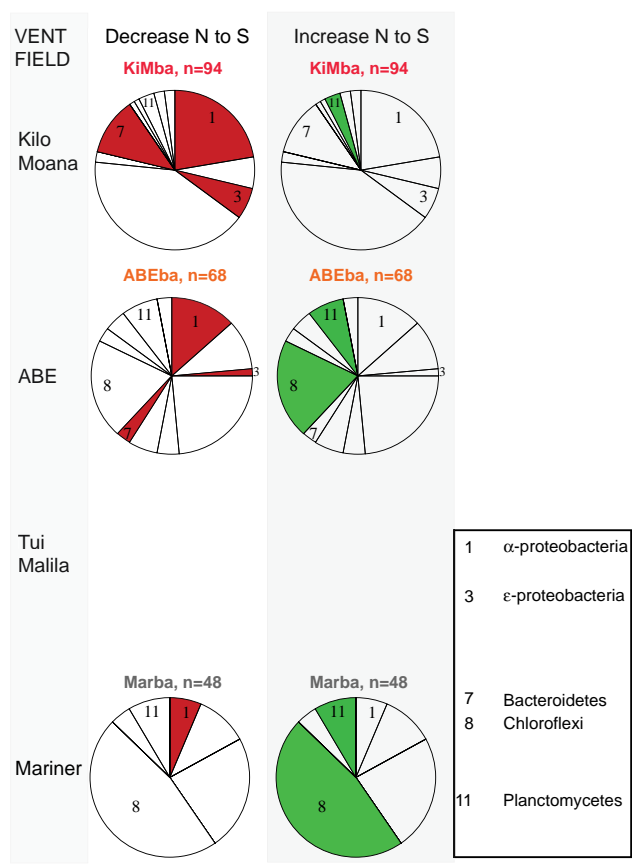 VENT FIELD
Decrease N to S
Increase N to S
KiMba, n=94
KiMba, n=94
Kilo Moana
11
1
7
3
11
1
7
3
ABEba, n=68
ABEba, n=68
ABE
11
1
3
8
7
11
1
3
8
7
Tui Malila
1 α-proteobacteria
3 ε-proteobacteria
7 Bacteroidetes
8 Chloroflexi
11 Planctomycetes
Marba, n=48
Marba, n=48
Mariner
11
1
8
11
1
8